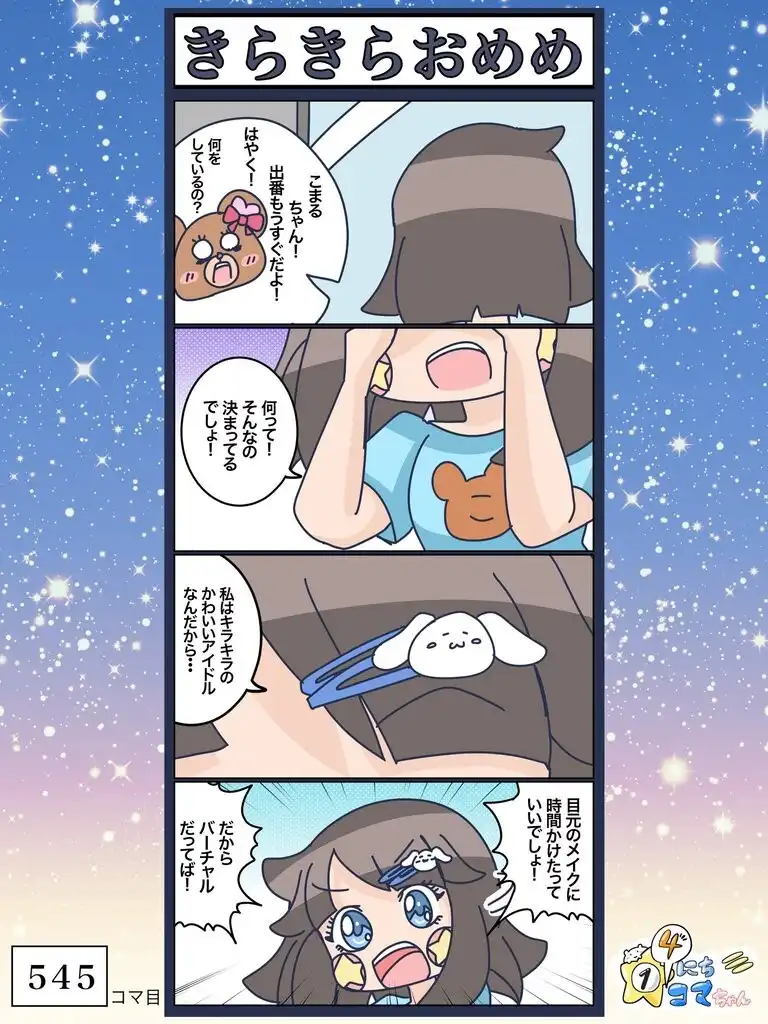 きらきらおめめ
こまる
ちゃん！
出番もうすぐだよ！
はやく！
何を
しているの？
何って！
そんなの
決まってる
でしょ！
私はキラキラの
かわいいアイドル
なんだから…
目元のメイクに
時間かけたって
いいでしょ！
だから
バーチャル
だってば！
545
コマ目
1
にち
4
コマ
ちゃん